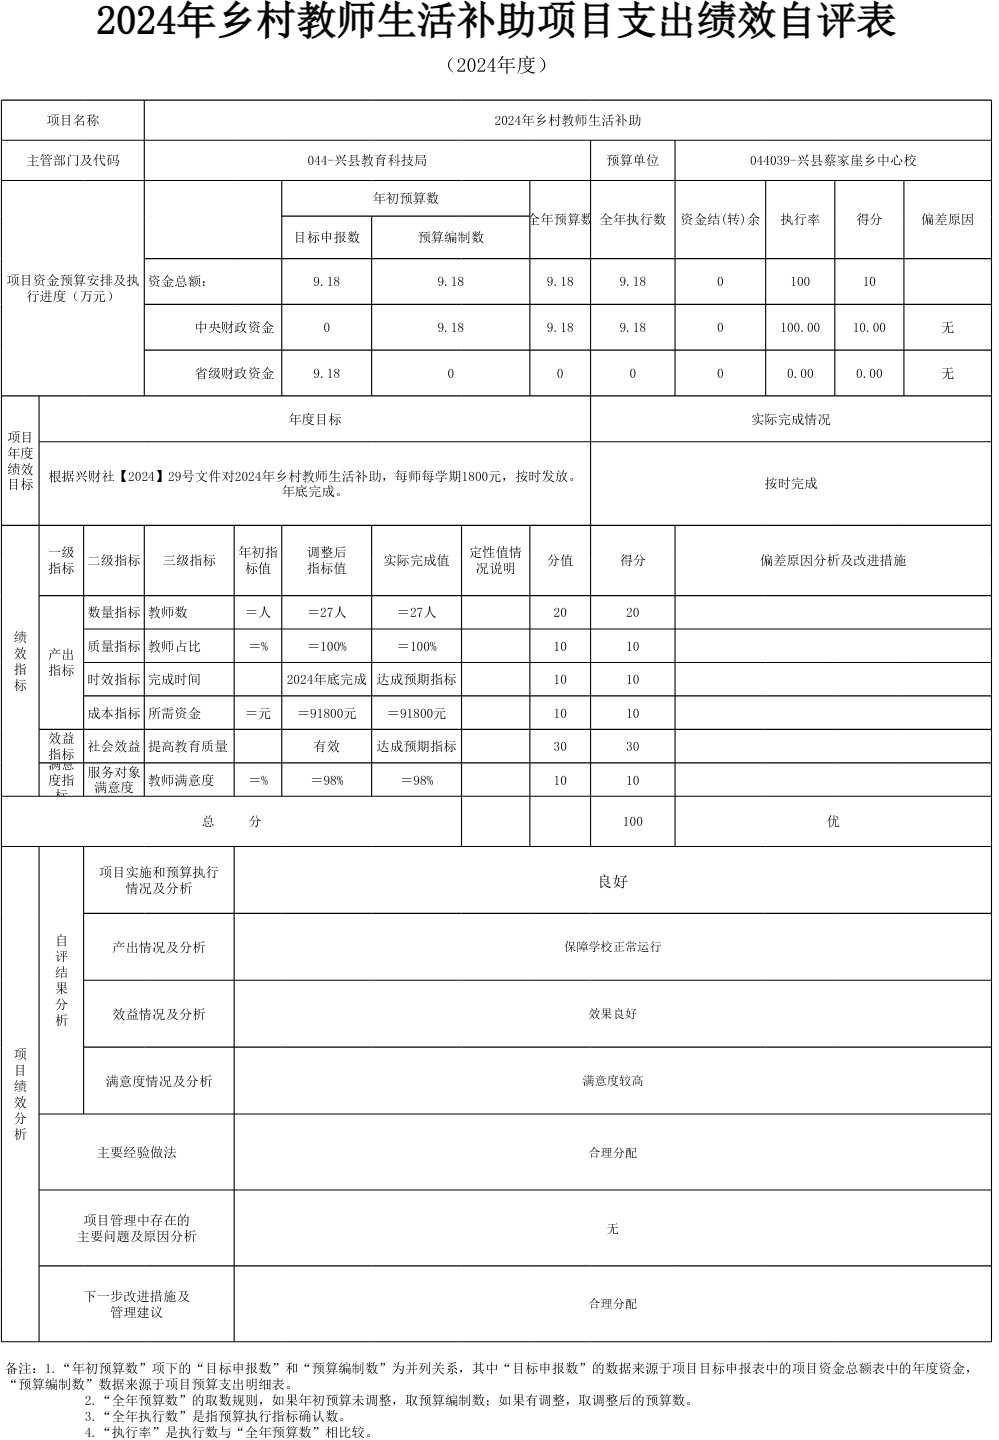 2024年乡村教师生活补助项目支出绩效自评表
（2024年度）
项目名称 2024年乡村教师生活补助
主管部门及代码 044-兴县教育科技局 预算单位 044039-兴县蔡家崖乡中心校
项目资金预算安排及执
行进度（万元）
年初预算数 全年预算数 全年执行数 资金结(转)余 执行率 得分 偏差原因
目标申报数 预算编制数
资金总额： 9.18 9.18 9.18 9.18 0 100 10
中央财政资金 0 9.18 9.18 9.18 0 100.00 10.00 无
省级财政资金 9.18 0 0 0 0 0.00 0.00 无
项目
年度
绩效
目标
年度目标 实际完成情况
根据兴财社【2024】29号文件对2024年乡村教师生活补助，每师每学期1800元，按时发放。
年底完成。
按时完成
绩
效
指
标
一级
指标
二级指标 三级指标
年初指
标值
调整后
指标值
实际完成值
定性值情
况说明
分值 得分 偏差原因分析及改进措施
产出
指标
数量指标 教师数 ＝人 ＝27人 ＝27人 20 20
质量指标 教师占比 ＝% ＝100% ＝100% 10 10
时效指标 完成时间 2024年底完成 达成预期指标 10 10
成本指标 所需资金 ＝元 ＝91800元 ＝91800元 10 10
效益
指标
社会效益 提高教育质量 有效 达成预期指标 30 30
满意
度指
标
服务对象
满意度
教师满意度 ＝% ＝98% ＝98% 10 10
总 分 100 优
项
目
绩
效
分
析
自
评
结
果
分
析
项目实施和预算执行
情况及分析
良好
产出情况及分析 保障学校正常运行
效益情况及分析 效果良好
满意度情况及分析 满意度较高
主要经验做法 合理分配
项目管理中存在的
主要问题及原因分析
无
下一步改进措施及
管理建议
合理分配
备注：1.“年初预算数”项下的“目标申报数”和“预算编制数”为并列关系，其中“目标申报数”的数据来源于项目目标申报表中的项目资金总额表中的年度资金，
“预算编制数”数据来源于项目预算支出明细表。
2.“全年预算数”的取数规则，如果年初预算未调整，取预算编制数；如果有调整，取调整后的预算数。
3.“全年执行数”是指预算执行指标确认数。
4.“执行率”是执行数与“全年预算数”相比较。